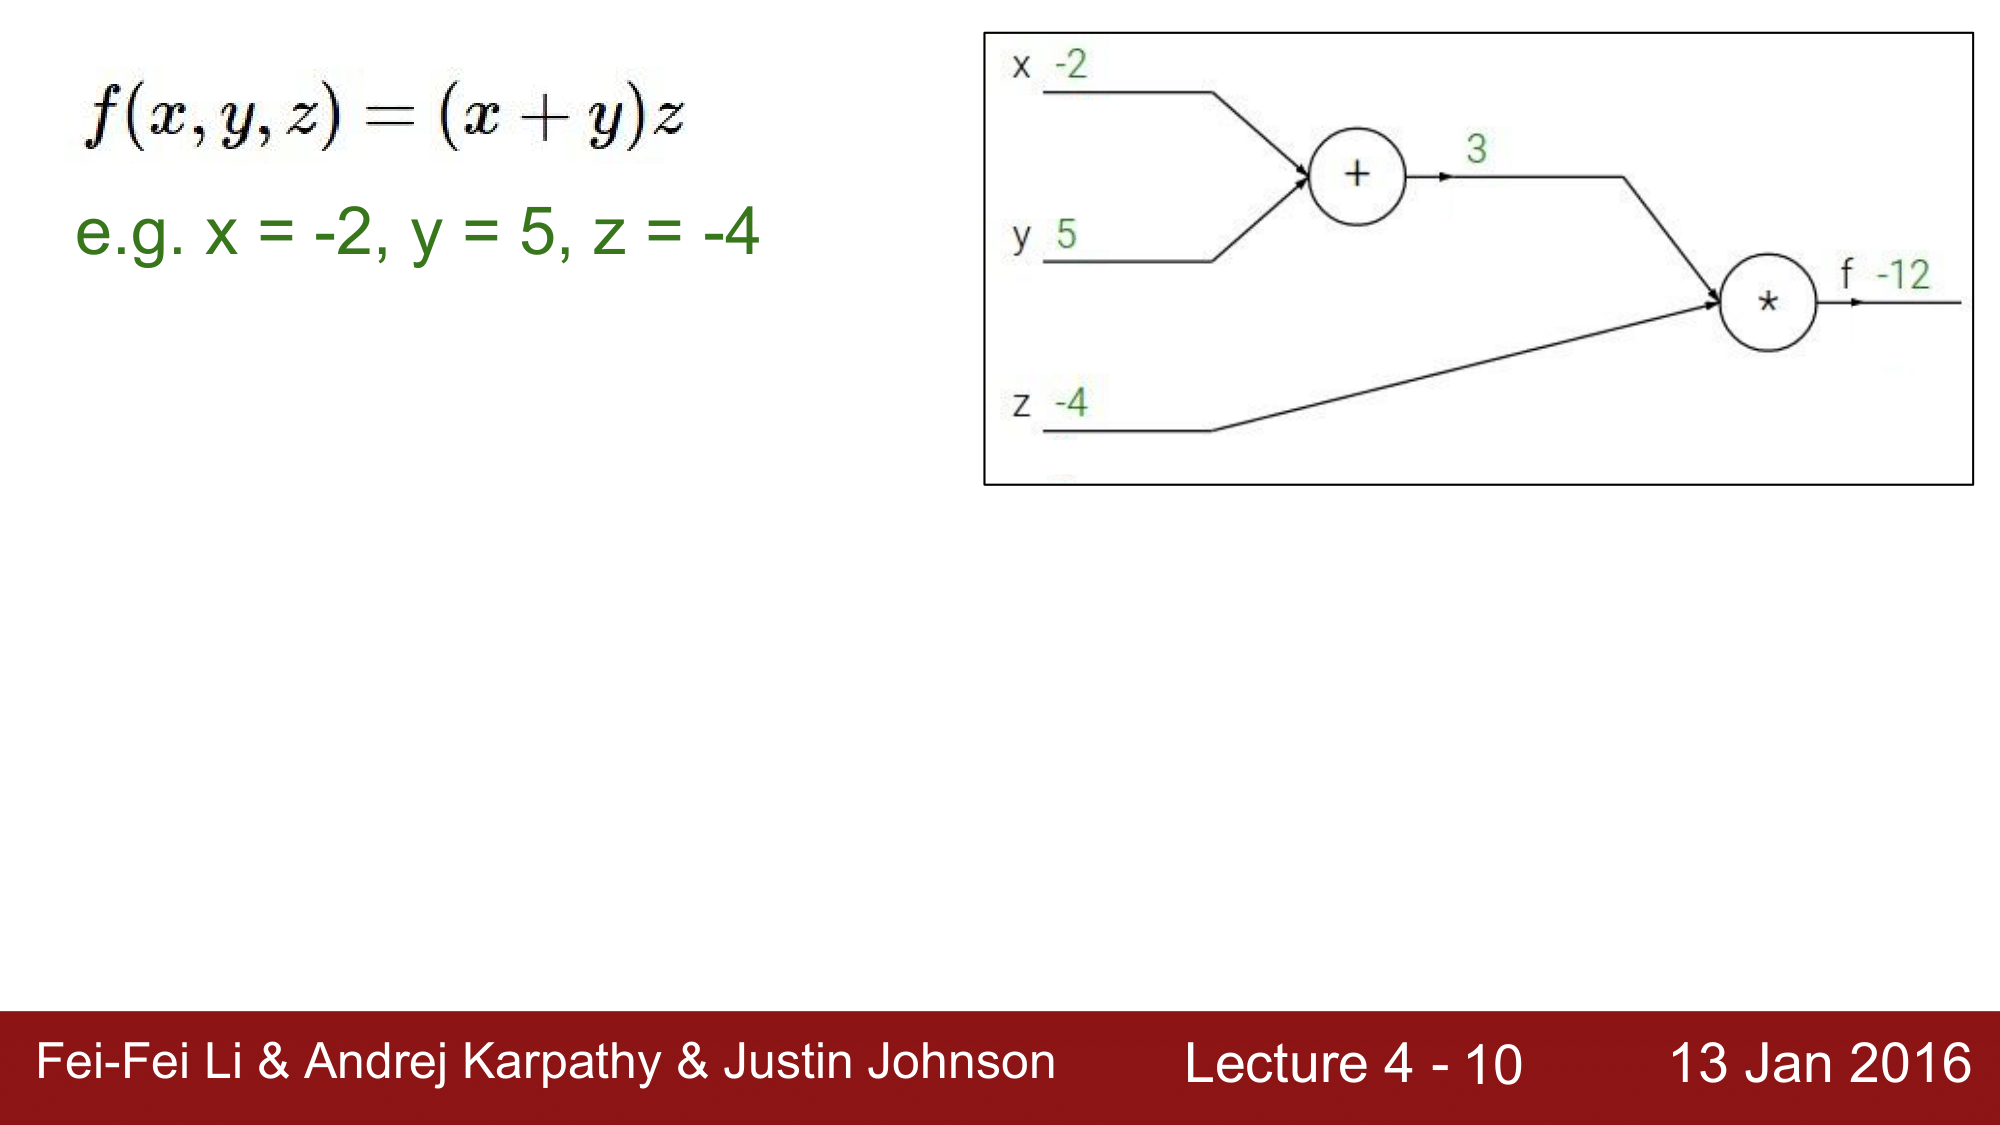 f(x, y, z) = (x + y)z
e.g. x = -2, y = 5, z = -4
x -2
+
3
y 5
*
f -12
z -4
Fei-Fei Li & Andrej Karpathy & Justin Johnson
Lecture 4 - 10
13 Jan 2016